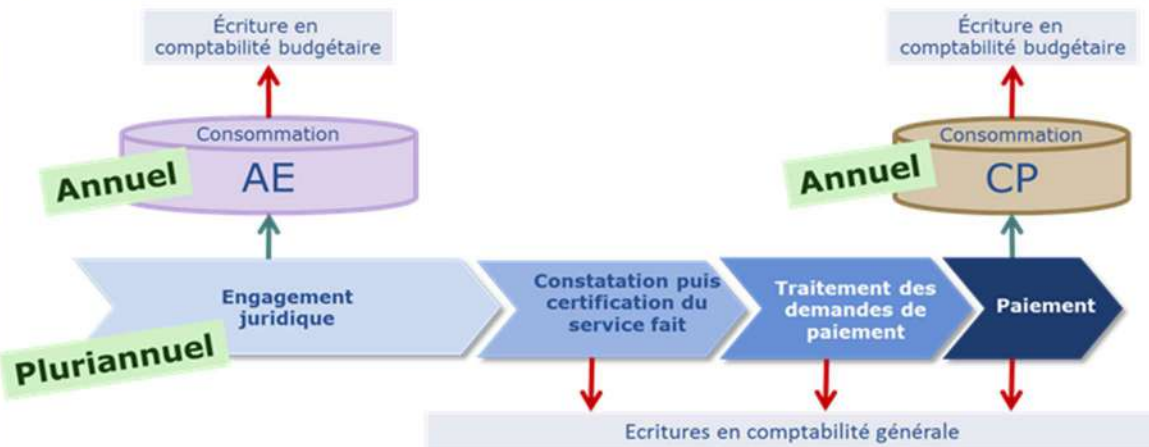 Écriture en
comptabilité budgétaire
Écriture en
comptabilité budgétaire
Consommation
AE
Annuel
Consommation
CP
Annuel
Engagement
juridique
Constatation puis
certification du
service fait
Traitement des
demandes de
paiement
Paiement
Pluriannuel
Ecritures en comptabilité générale